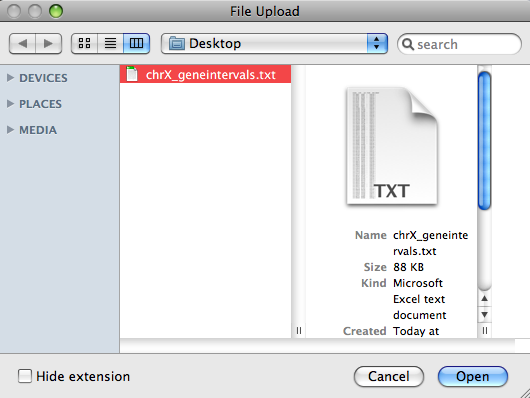 File Upload
Desktop
search
DEVICES
PLACES
MEDIA
chrX_geneintervals.txt
TXT
Name chrX_geneinte
rvals.txt
Size 88 KB
Kind Microsoft
Excel text
document
Created Today at
Hide extension
Cancel
Open